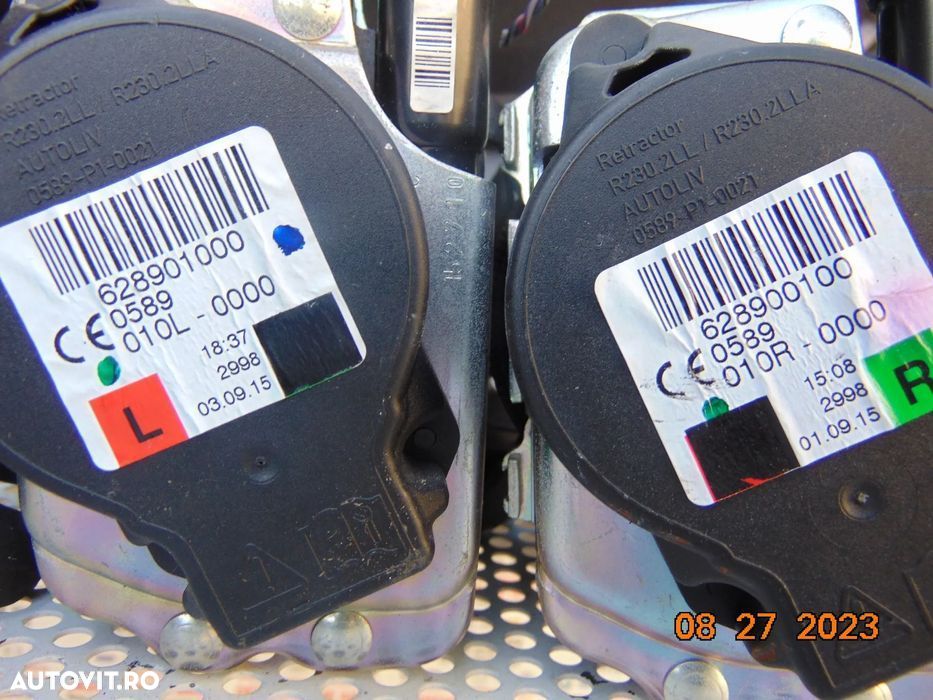 Retractor
R230.2LL / R230.2LLA
AUTOLIV
0589-P1-0021
628901000
0589
CE
010L - 0000
18:37
2998
03.09.15
L
Retractor
R230.2LL / R230.2LLA
AUTOLIV
0589-P1-0021
628900100
0589
CE
010R - 0000
15:08
2998
01.09.15
R
08 27 2023
AUTOVIT.RO